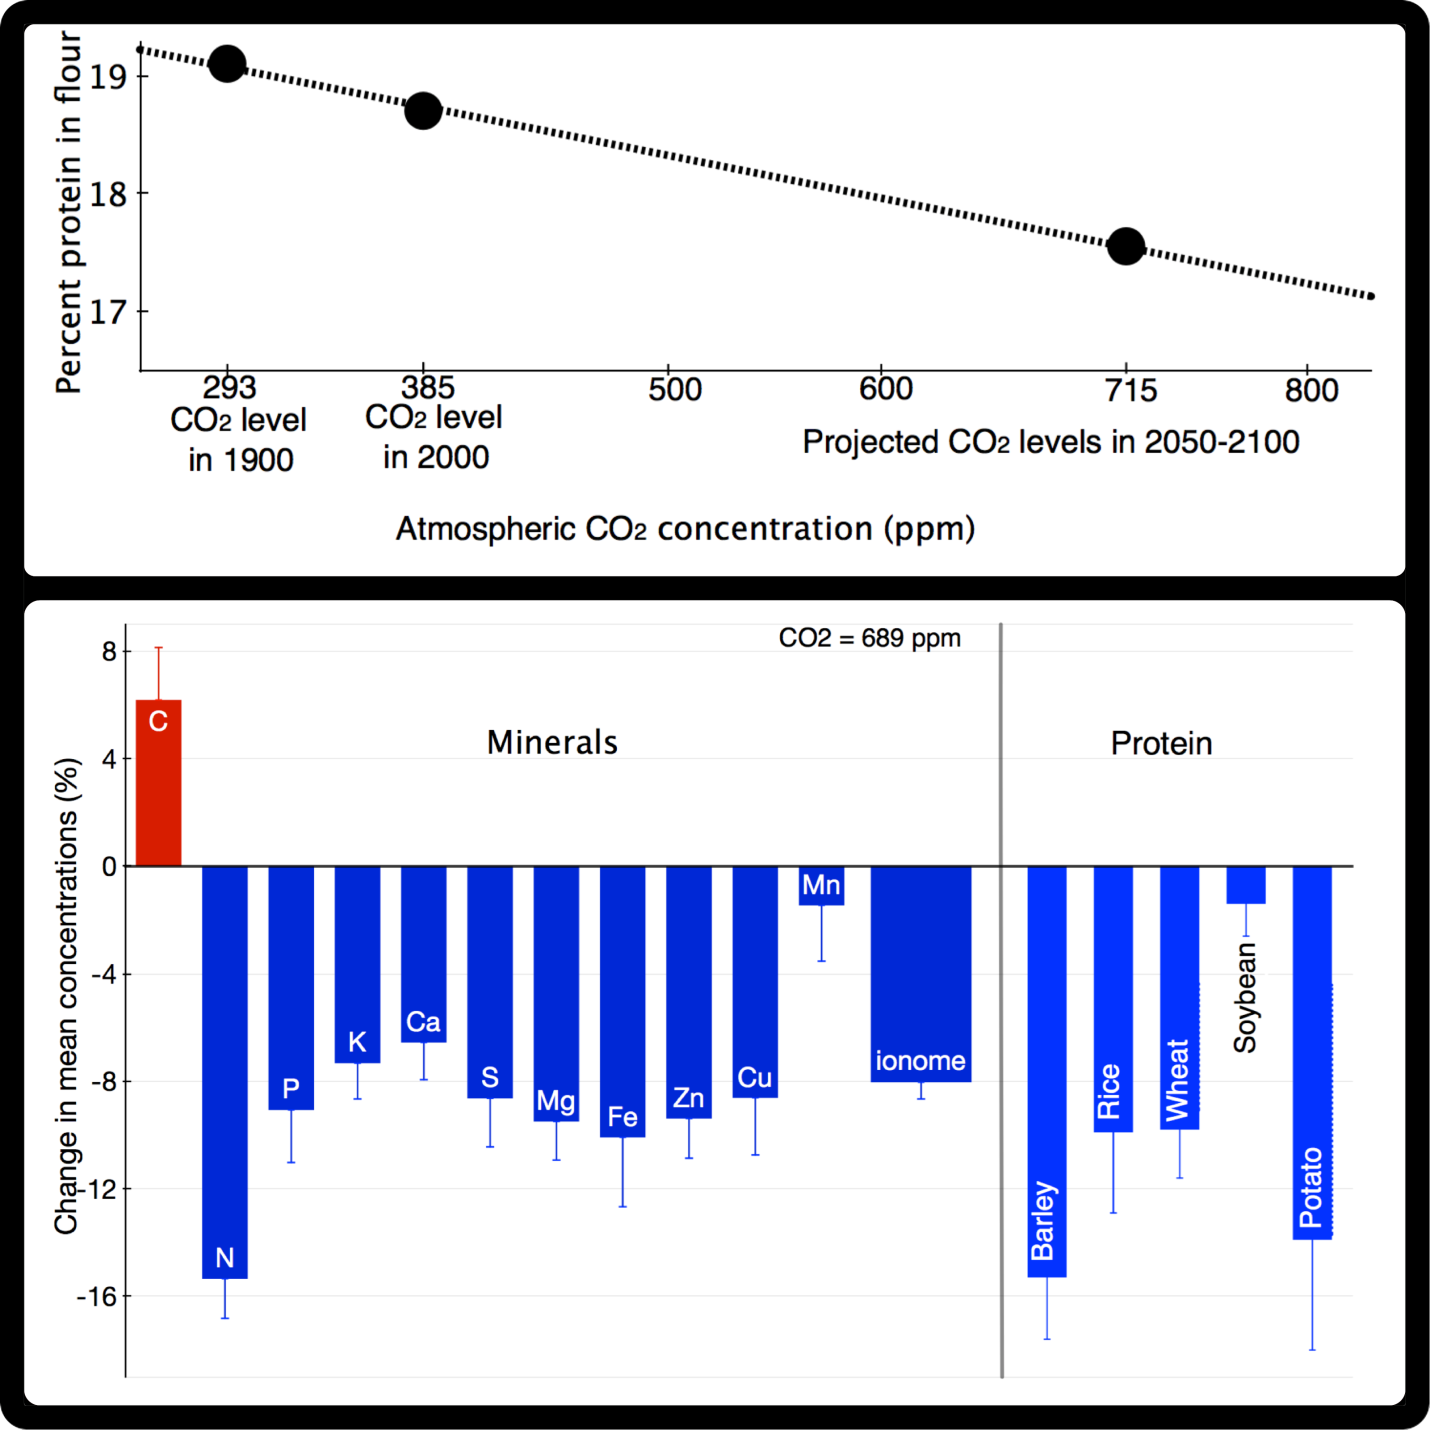 Percent protein in flour
19
18
17
293
385
500
600
715
800
CO2 level
in 1900
CO2 level
in 2000
Projected CO2 levels in 2050-2100
Atmospheric CO2 concentration (ppm)
Change in mean concentrations (%)
8
4
0
-4
-8
-12
-16
CO2 = 689 ppm
Minerals
Protein
C
N
P
K
Ca
S
Mg
Fe
Zn
Cu
Mn
ionome
Barley
Rice
Wheat
Soybean
Potato